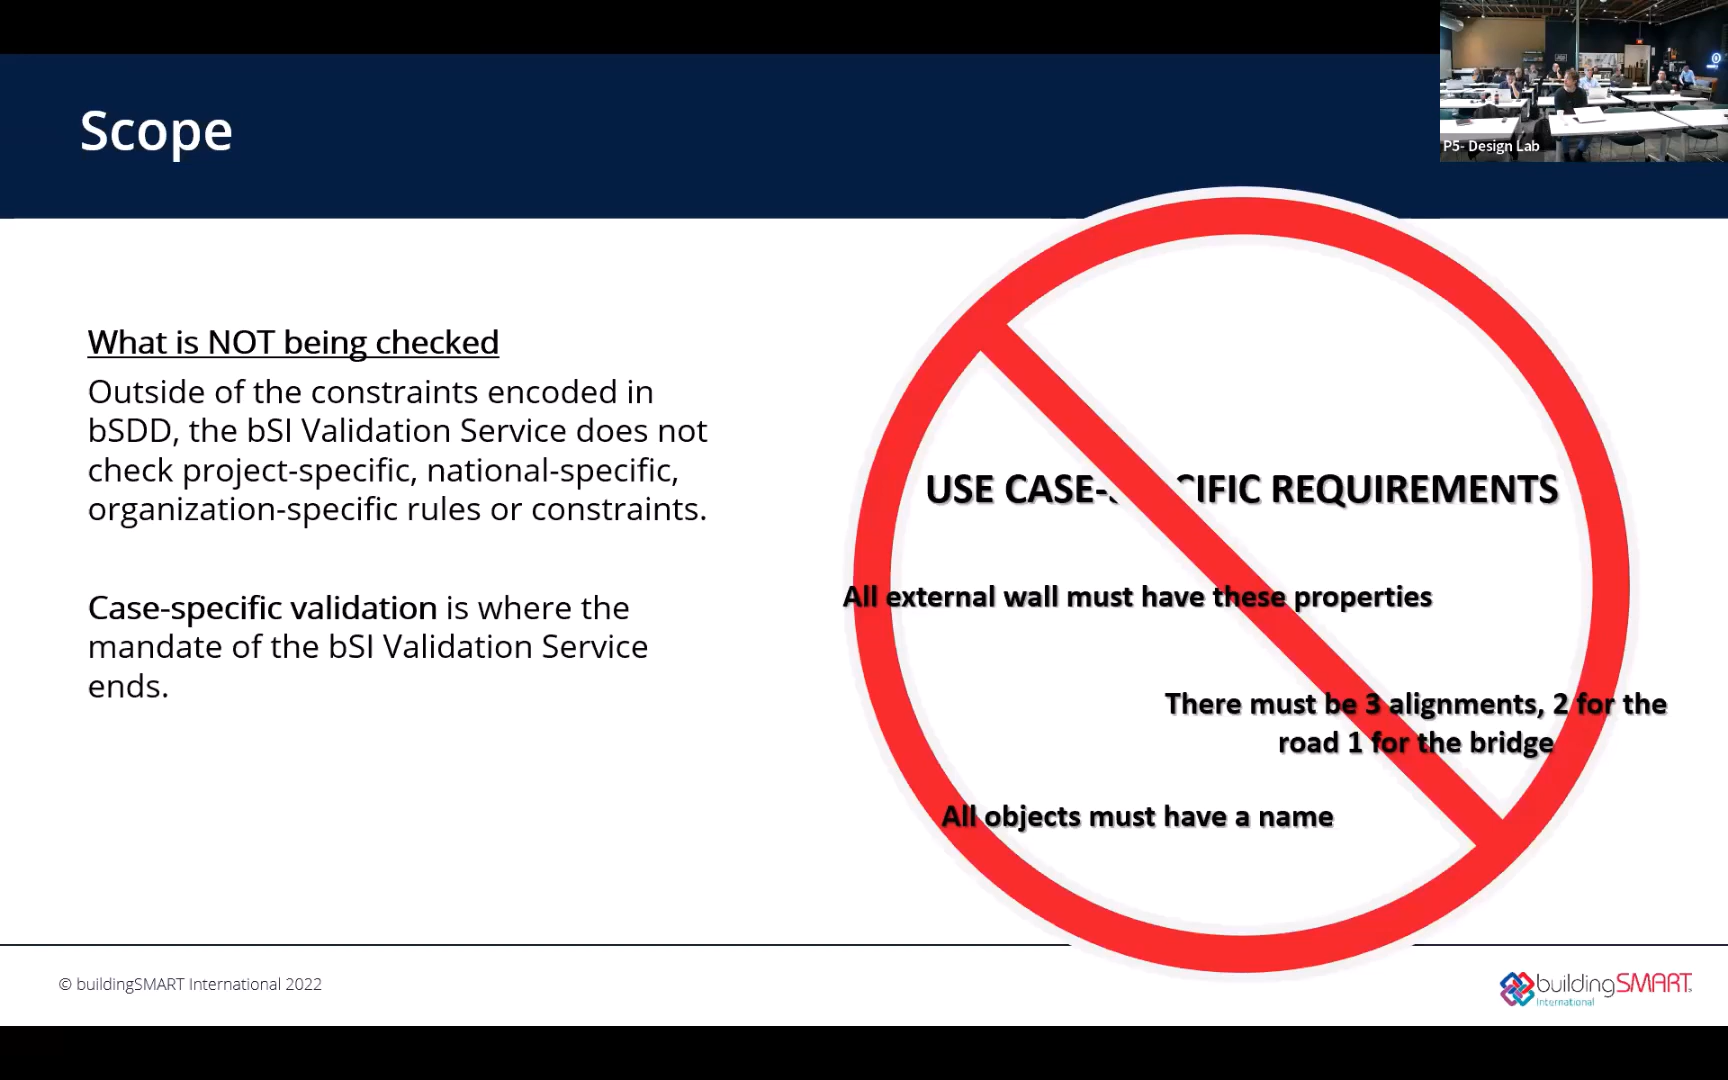 Scope
P5- Design Lab
What is NOT being checked
Outside of the constraints encoded in
bSDD, the bSI Validation Service does not
check project-specific, national-specific,
organization-specific rules or constraints.
Case-specific validation is where the
mandate of the bSI Validation Service
ends.
USE CASE- CIFIC REQUIREMENTS
All external wall must have these properties
There must be 3 alignments, 2 for the
road 1 for the bridge
All objects must have a name
© buildingSMART International 2022
buildingSMART
International